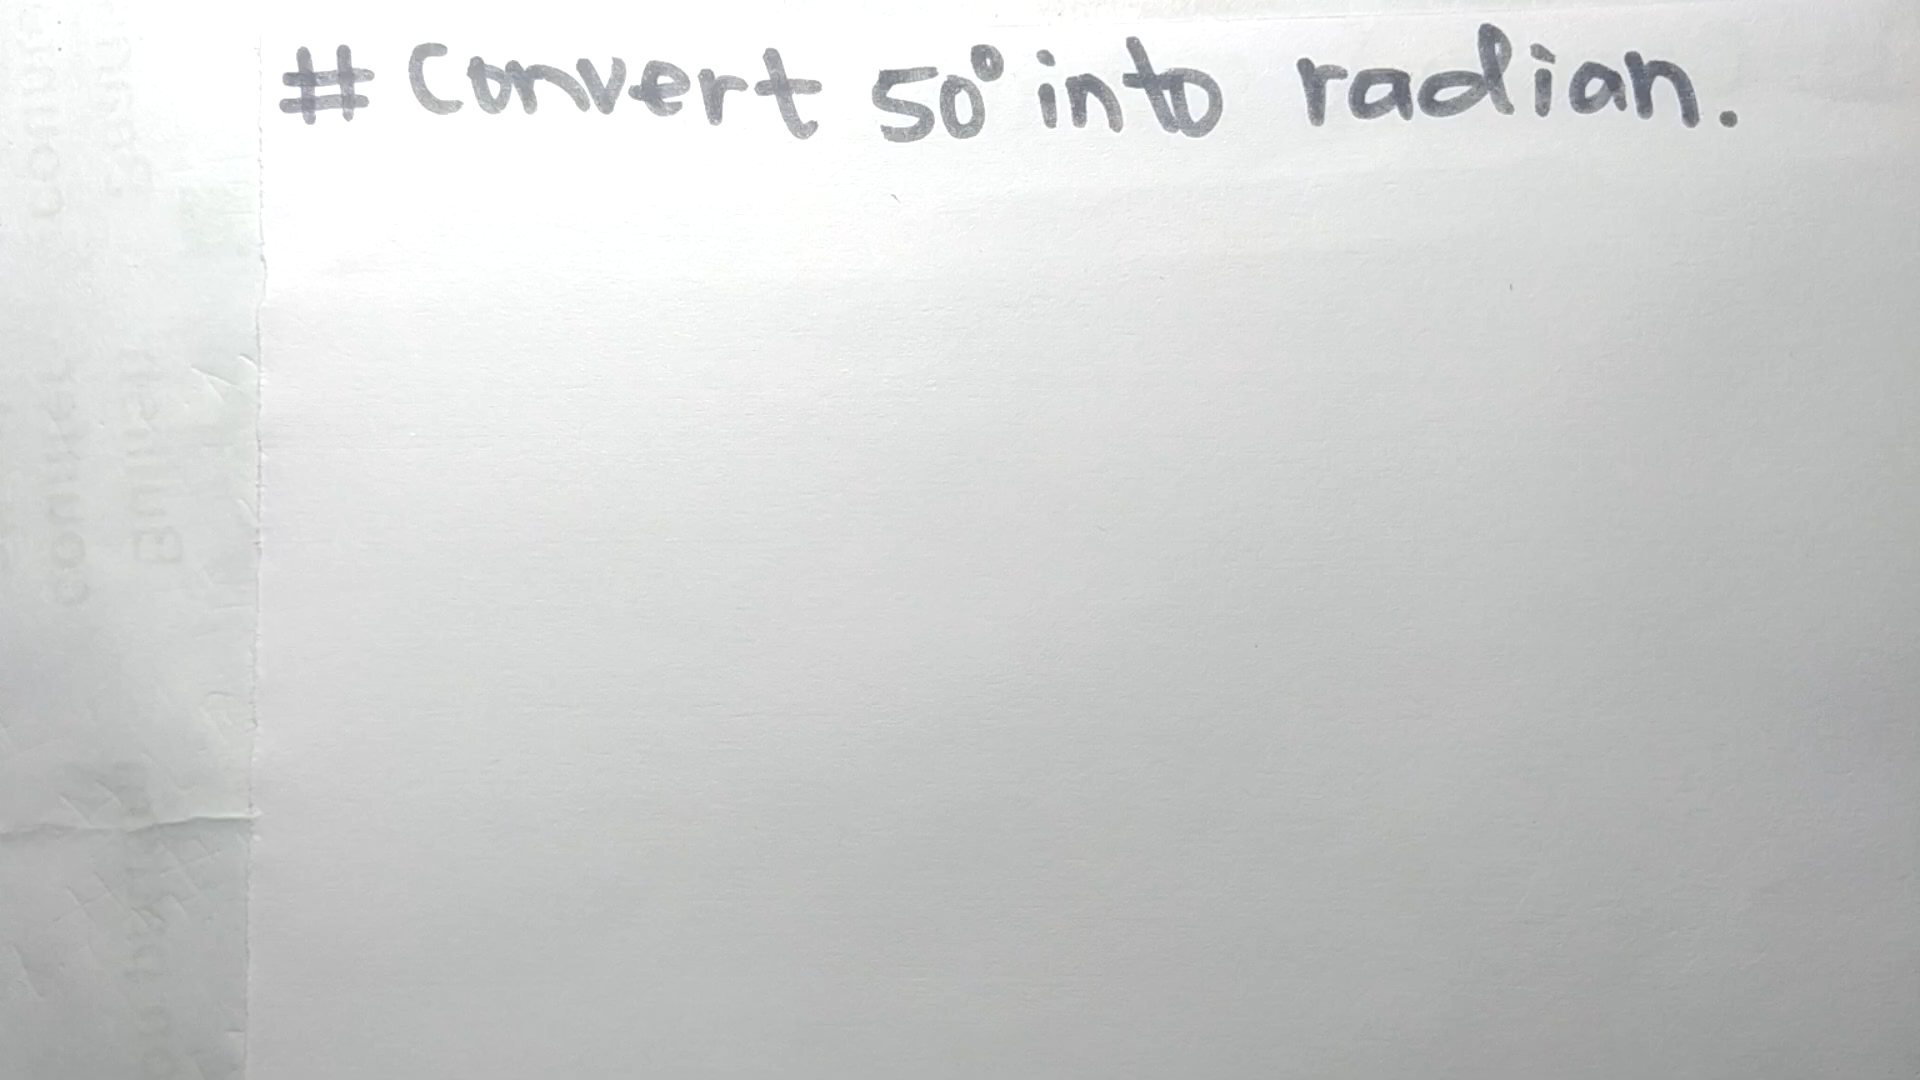 # Convert 50° into radian.